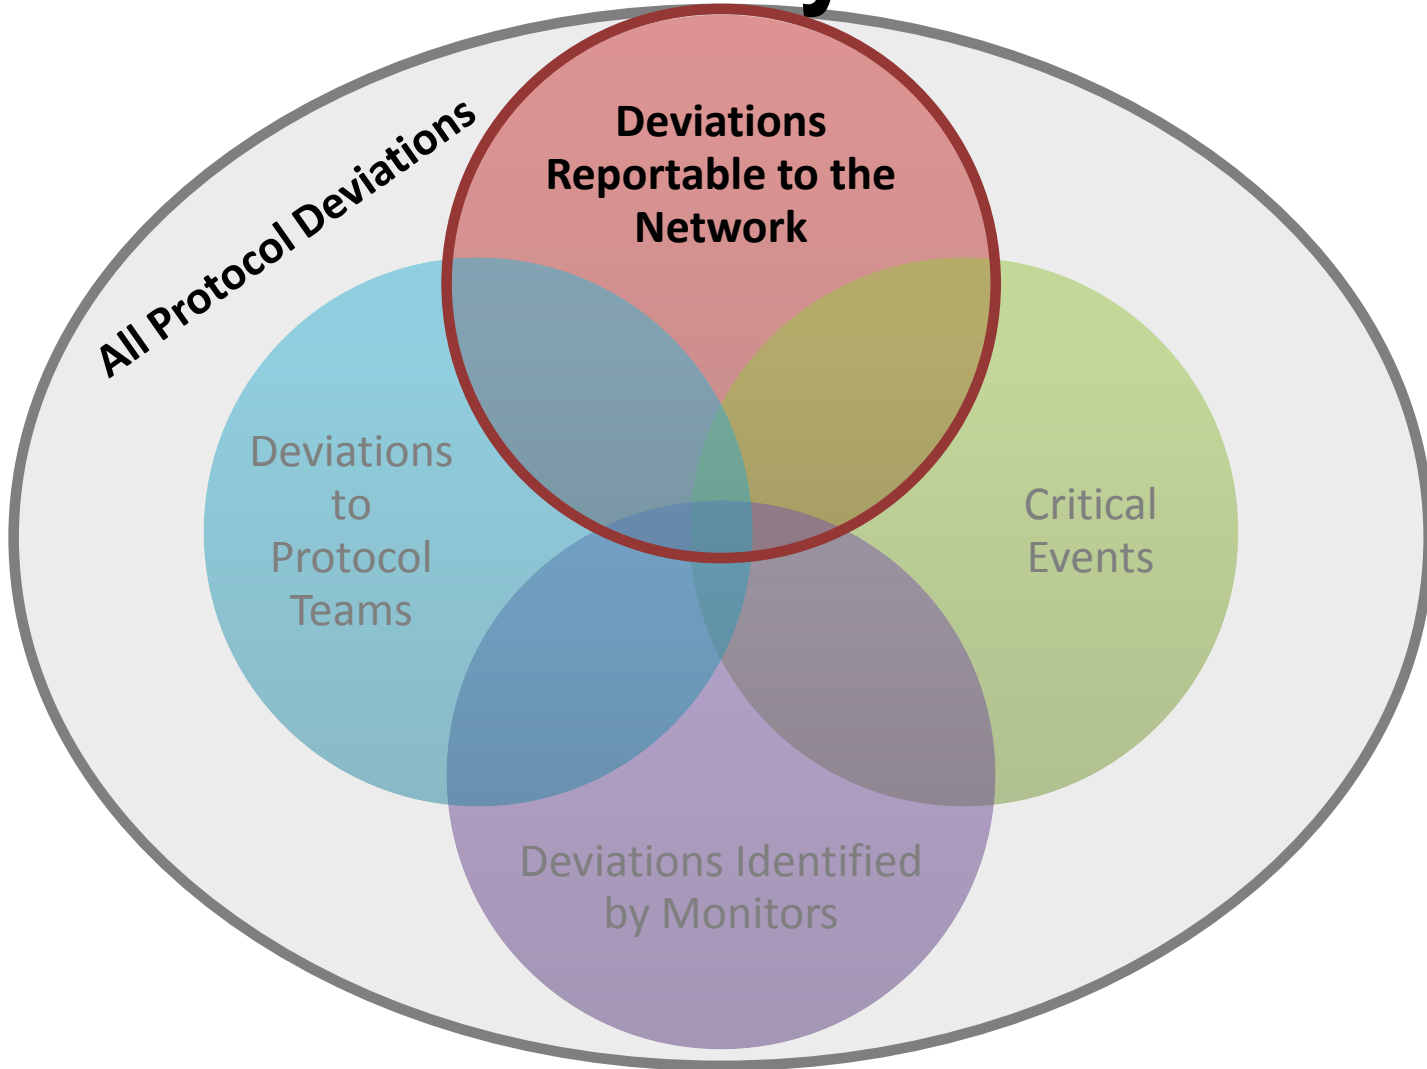 All Protocol Deviations
Deviations
Reportable to the
Network
Deviations
to
Protocol
Teams
Critical
Events
Deviations Identified
by Monitors